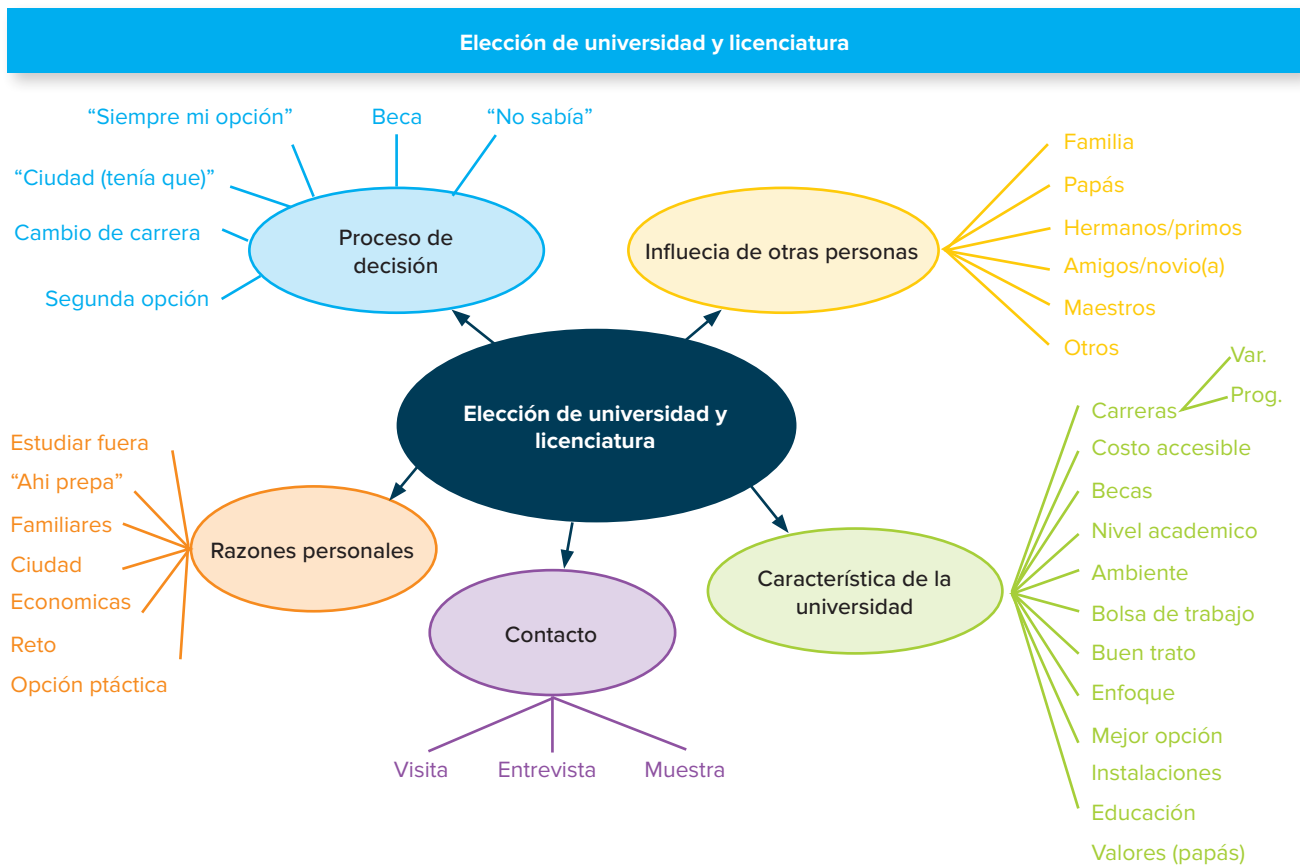 Elección de universidad y licenciatura
“Siempre mi opción”
Beca
“No sabía”
“Ciudad (tenía que)”
Cambio de carrera
Segunda opción
Proceso de
decisión
Influecia de otras personas
Familia
Papás
Hermanos/primos
Amigos/novio(a)
Maestros
Otros
Elección de universidad y
licenciatura
Estudiar fuera
“Ahi prepa”
Familiares
Ciudad
Economicas
Reto
Opción ptáctica
Razones personales
Contacto
Visita
Entrevista
Muestra
Característica de la
universidad
Var.
Prog.
Carreras
Costo accesible
Becas
Nivel academico
Ambiente
Bolsa de trabajo
Buen trato
Enfoque
Mejor opción
Instalaciones
Educación
Valores (papás)